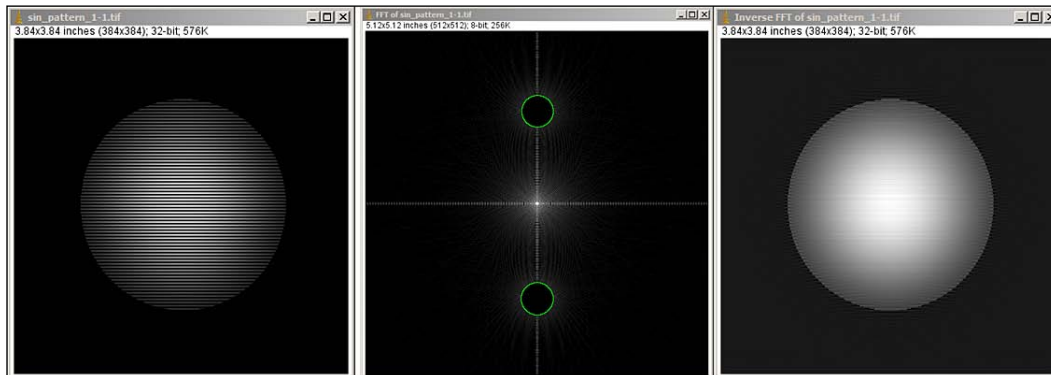 sin_pattern_1-1.tif
3.84x3.84 inches (384x384); 32-bit; 576K
FFT of sin_pattern_1-1.tif
5.12x5.12 inches (512x512); 8-bit; 256K
Inverse FFT of sin_pattern_1-1.tif
3.84x3.84 inches (384x384); 32-bit; 576K